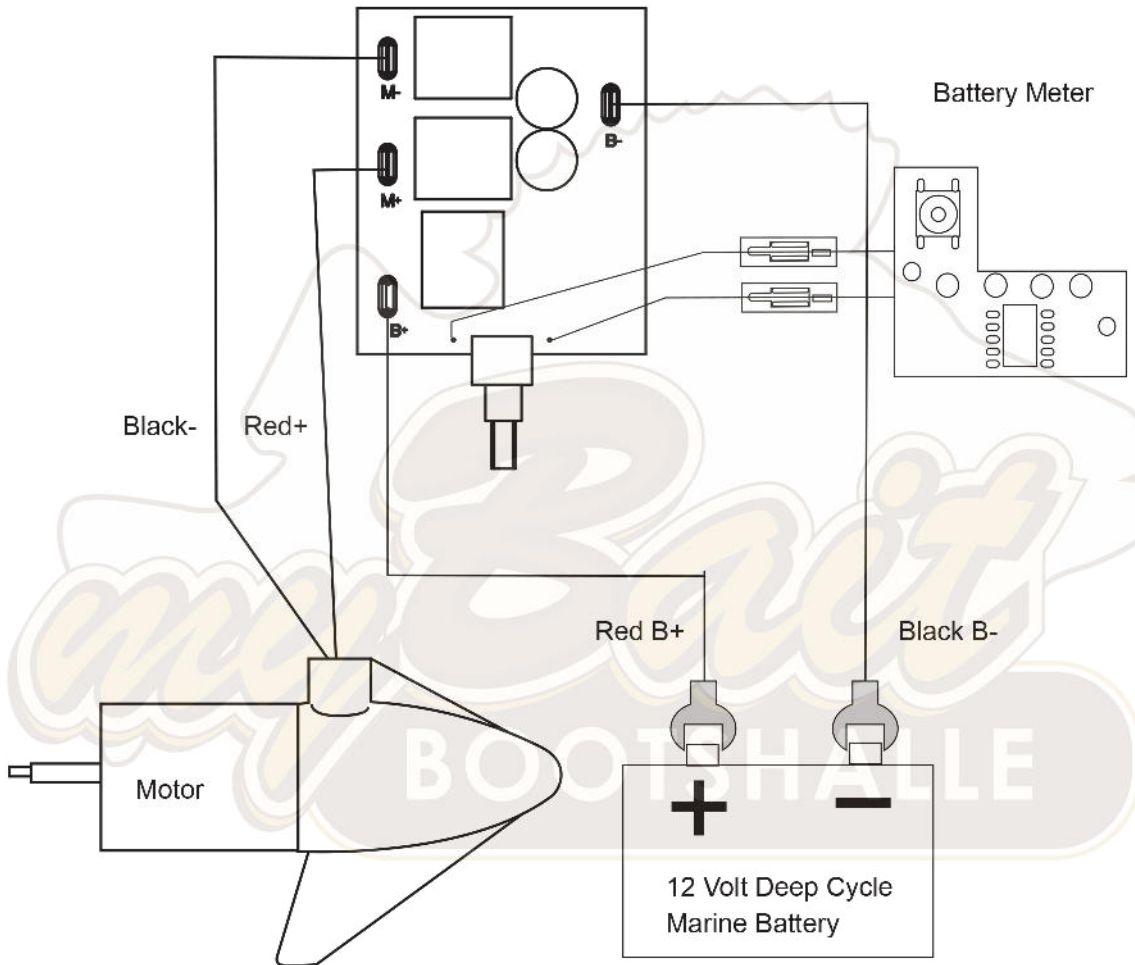 M-
B-
Battery Meter
M+
B+
Black-
Red+
Red B+
Black B-
myBait
BOOTSHALLE
Motor
+
−
12 Volt Deep Cycle
Marine Battery